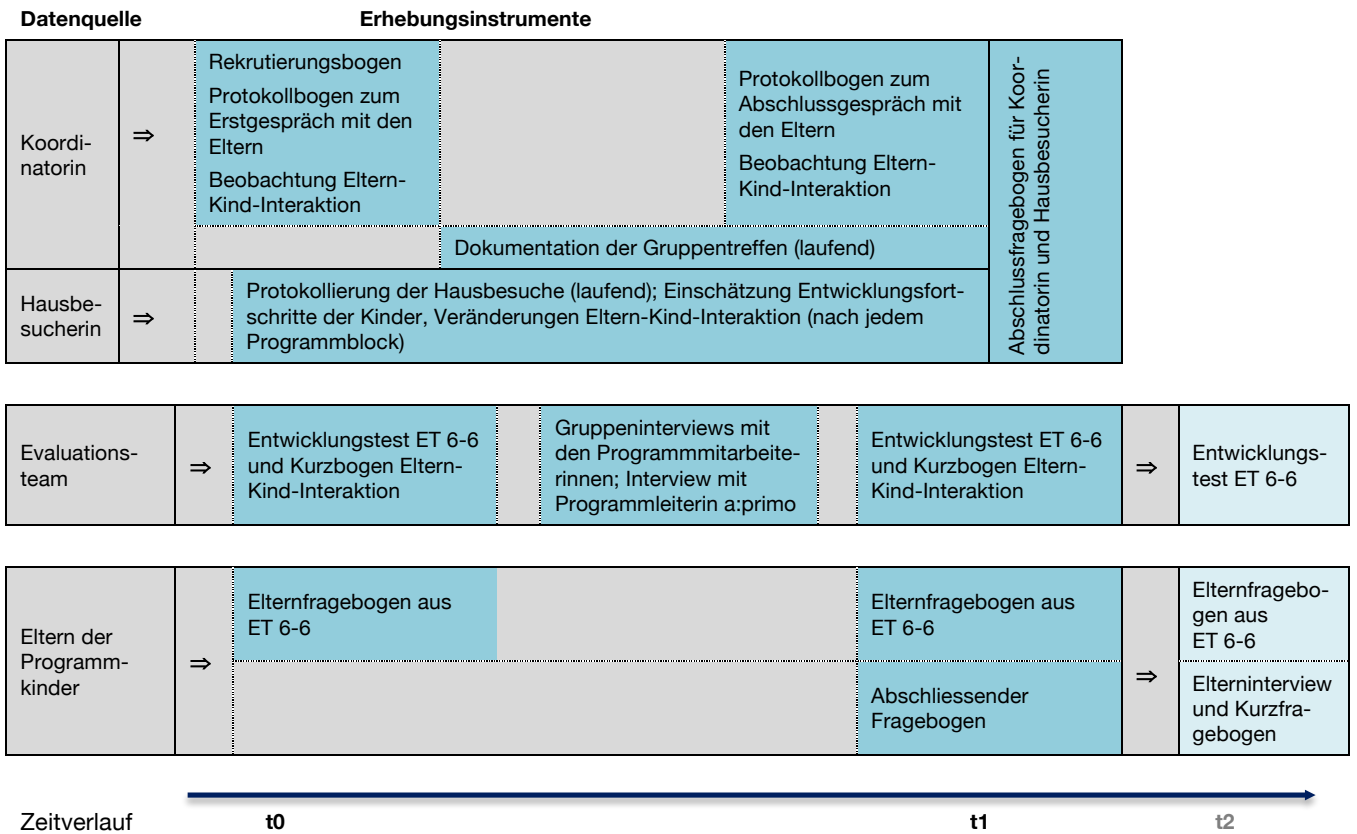 Datenquelle
Erhebungsinstrumente
Koordi-
natorin
⇒
Rekrutierungsbogen
Protokollbogen zum
Erstgespräch mit den
Eltern
Beobachtung Eltern-
Kind-Interaktion
Protokollbogen zum
Abschlussgespräch mit
den Eltern
Beobachtung Eltern-
Kind-Interaktion
Dokumentation der Gruppentreffen (laufend)
Abschlussfragebogen für Koor-
dinatorin und Hausbesucherin
Hausbe-
sucherin
⇒
Protokollierung der Hausbesuche (laufend); Einschätzung Entwicklungsfort-
schritte der Kinder, Veränderungen Eltern-Kind-Interaktion (nach jedem
Programmblock)
Evaluations-
team
⇒
Entwicklungstest ET 6-6
und Kurzbogen Eltern-
Kind-Interaktion
Gruppeninterviews mit
den Programmmitarbeite-
rinnen; Interview mit
Programmleiterin a:primo
Entwicklungstest ET 6-6
und Kurzbogen Eltern-
Kind-Interaktion
⇒
Entwicklungs-
test ET 6-6
Eltern der
Programm-
kinder
⇒
Elternfragebogen aus
ET 6-6
Elternfragebogen aus
ET 6-6
Abschliessender
Fragebogen
⇒
Elternfragebo-
gen aus
ET 6-6
Elterninterview
und Kurzfra-
gebogen
Zeitverlauf
t0
t1
t2